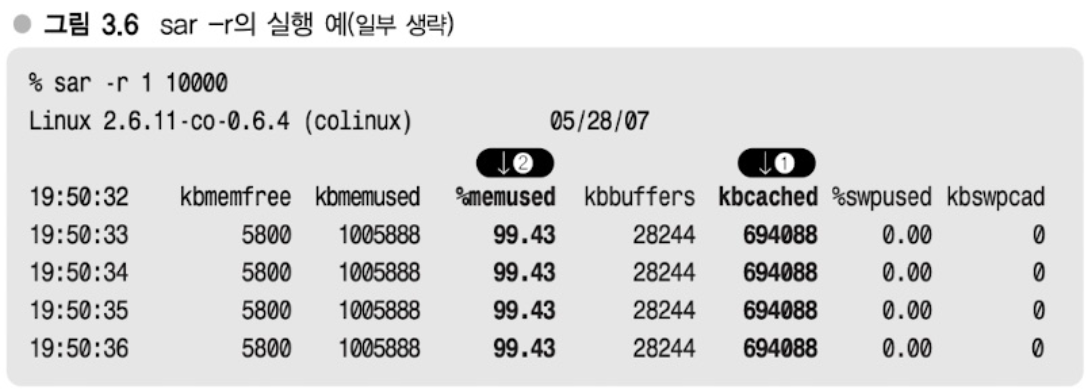 ● 그림 3.6 sar –r의 실행 예(일부 생략)
% sar -r 1 10000
Linux 2.6.11-co-0.6.4 (colinux) 05/28/07
↓② ↓①
19:50:32 kbmemfree kbmemused %memused kbbuffers kbcached %swpused kbswpcad
19:50:33 5800 1005888 99.43 28244 694088 0.00 0
19:50:34 5800 1005888 99.43 28244 694088 0.00 0
19:50:35 5800 1005888 99.43 28244 694088 0.00 0
19:50:36 5800 1005888 99.43 28244 694088 0.00 0